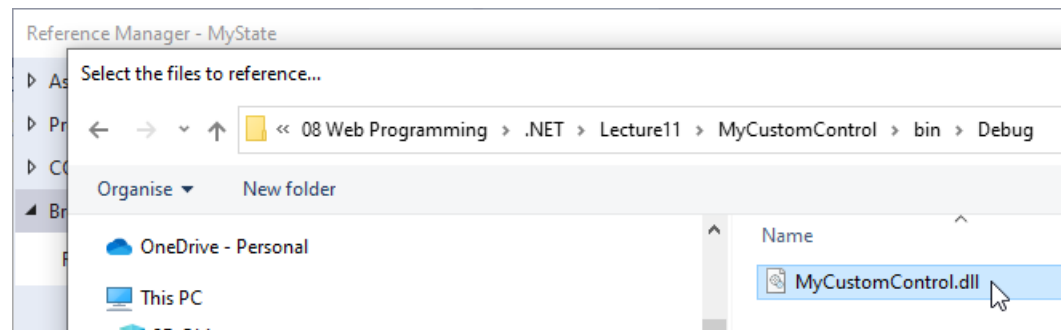 Reference Manager - MyState
Select the files to reference...
« 08 Web Programming > .NET > Lecture11 > MyCustomControl > bin > Debug
Organise New folder
OneDrive - Personal
This PC
Name
MyCustomControl.dll